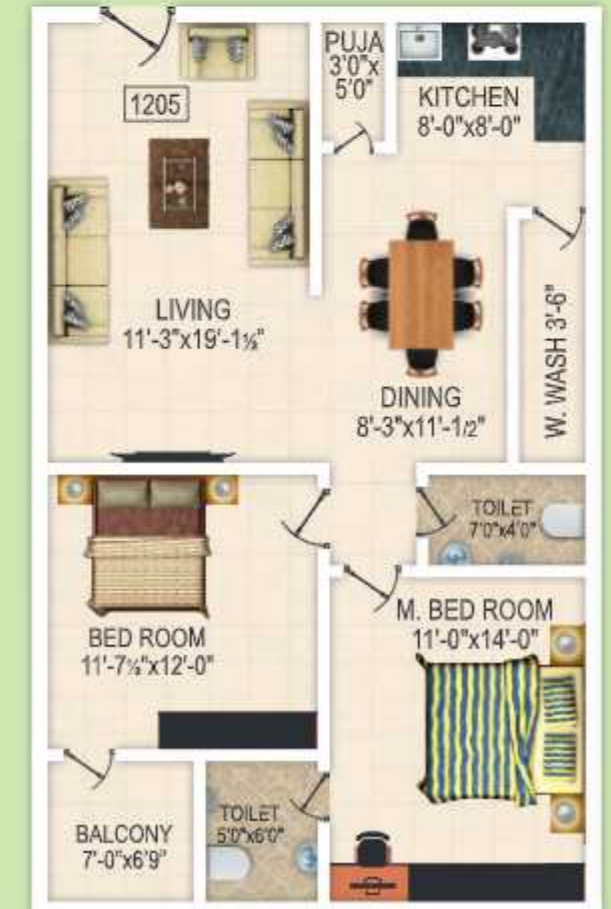 1205
PUJA
3'0"x
5'0"
KITCHEN
8'-0"x8'-0"
LIVING
11'-3"x19'-1½"
DINING
8'-3"x11'-1/2"
W. WASH 3'-6"
TOILET
7'0"x4'0"
BED ROOM
11'-7½"x12'-0"
M. BED ROOM
11'-0"x14'-0"
BALCONY
7'-0"x6'9"
TOILET
5'0"x6'0"